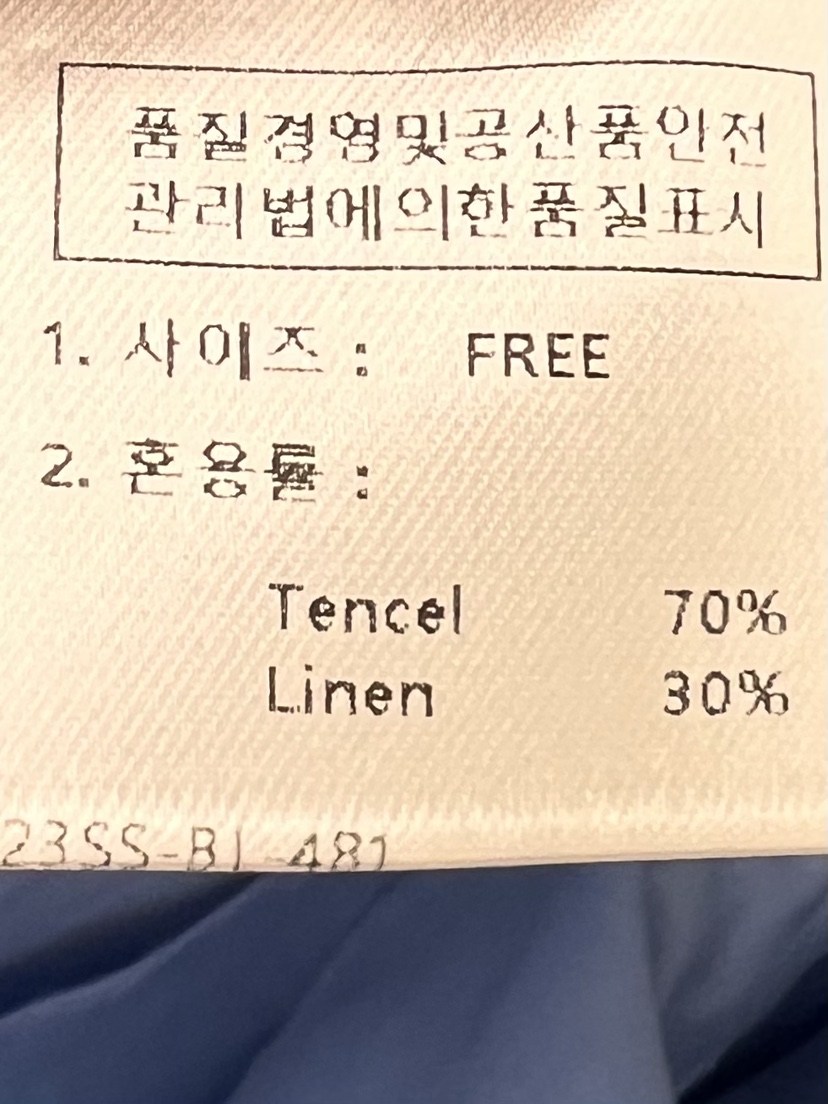 품질경영및공산품안전
관리법에의한품질표시
1. 사이즈 : FREE
2. 혼용률 :
Tencel 70%
Linen 30%
23SS-BL-481